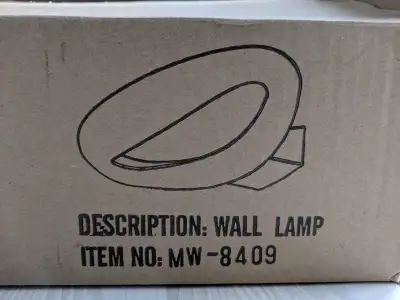 DESCRIPTION: WALL LAMP
ITEM NO: MW-8409